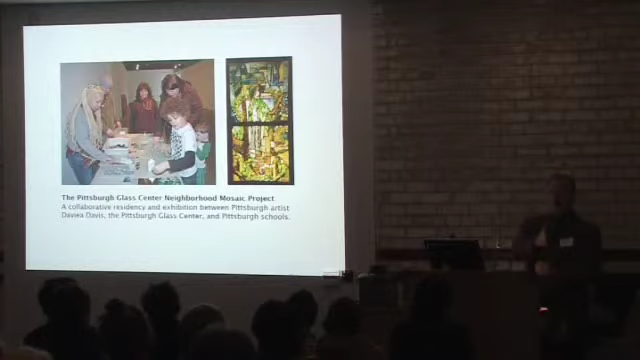 The Pittsburgh Glass Center Neighborhood Mosaic Project
A collaborative residency and exhibition between Pittsburgh artist
Daviea Davis, the Pittsburgh Glass Center, and Pittsburgh schools.